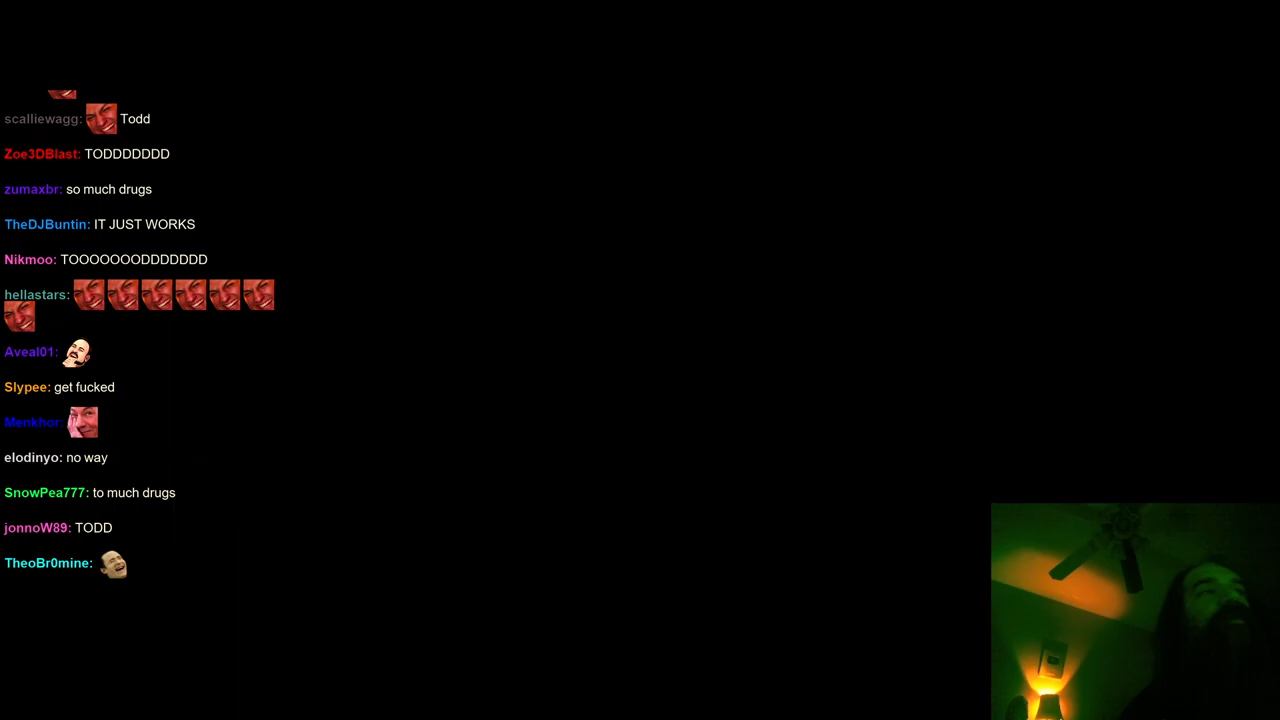 scalliewagg: Todd
Zoe3DBlast: TODDDDDDD
zumaxbr: so much drugs
TheDJBuntin: IT JUST WORKS
Nikmoo: TOOOOOOODDDDDDD
hellastars:
Aveal01:
Slypee: get fucked
Menkhor:
elodinyo: no way
SnowPea777: to much drugs
jonnoW89: TODD
TheoBr0mine: